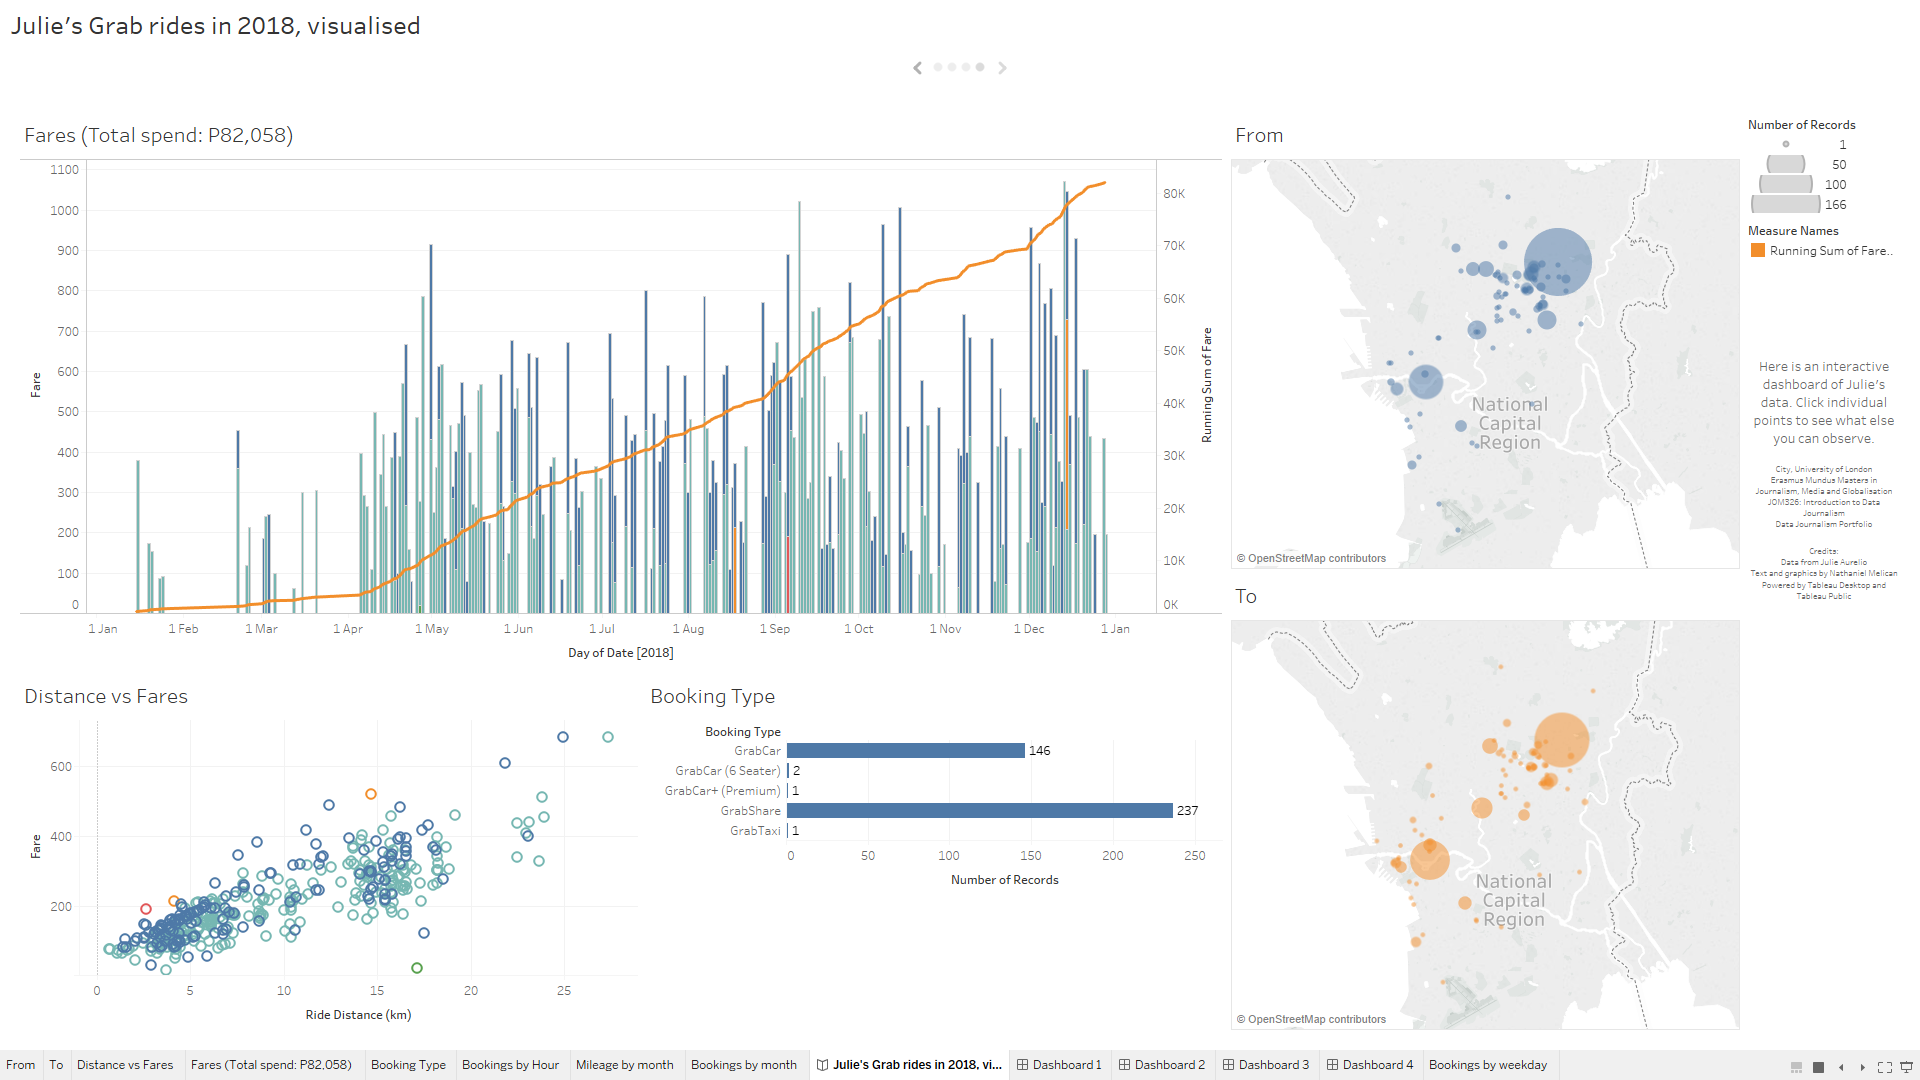 Julie's Grab rides in 2018, visualised
Fares (Total spend: P82,058)
1100
1000
900
800
700
600
500
400
300
200
100
0
Fare
80K
70K
60K
50K
40K
30K
20K
10K
0K
Running Sum of Fare
1 Jan
1 Feb
1 Mar
1 Apr
1 May
1 Jun
1 Jul
1 Aug
1 Sep
1 Oct
1 Nov
1 Dec
1 Jan
Day of Date [2018]
From
National
Capital
Region
© OpenStreetMap contributors
Number of Records
1
50
100
166
Measure Names
Running Sum of Fare..
Here is an interactive
dashboard of Julie's
data. Click individual
points to see what else
you can observe.
City, University of London
Erasmus Mundus Masters in
Journalism, Media and Globalisation
JOM326: Introduction to Data
Journalism
Data Journalism Portfolio
Credits:
Data from Julie Aurelio
Text and graphics by Nathaniel Melican
Powered by Tableau Desktop and
Tableau Public
To
National
Capital
Region
© OpenStreetMap contributors
Distance vs Fares
600
400
200
Fare
0
5
10
15
20
25
Ride Distance (km)
Booking Type
Booking Type
GrabCar 146
GrabCar (6 Seater) 2
GrabCar+ (Premium) 1
GrabShare 237
GrabTaxi 1
0
50
100
150
200
250
Number of Records
From
To
Distance vs Fares
Fares (Total spend: P82,058)
Booking Type
Bookings by Hour
Mileage by month
Bookings by month
Julie's Grab rides in 2018, vi...
Dashboard 1
Dashboard 2
Dashboard 3
Dashboard 4
Bookings by weekday